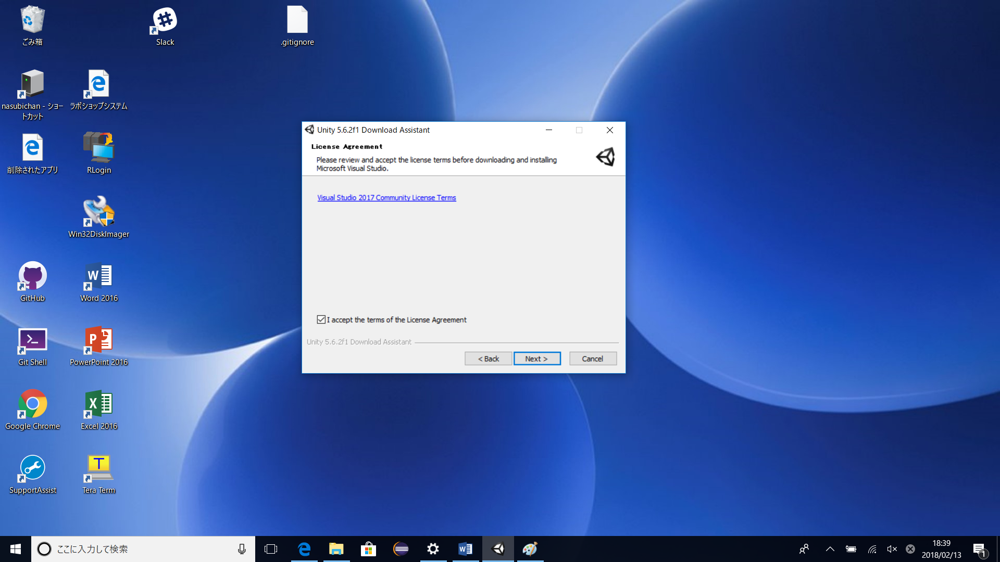 ごみ箱
Slack
.gitignore
nasubichan - ショー
トカット
ラボショップシステム
削除されたアプリ
RLogin
Win32DiskImager
GitHub
Word 2016
Git Shell
PowerPoint 2016
Google Chrome
Excel 2016
SupportAssist
Tera Term
Unity 5.6.2f1 Download Assistant
License Agreement
Please review and accept the license terms before downloading and installing
Microsoft Visual Studio.
Visual Studio 2017 Community License Terms
I accept the terms of the License Agreement
Unity 5.6.2f1 Download Assistant
< Back
Next >
Cancel
ここに入力して検索
18:39
2018/02/13
1